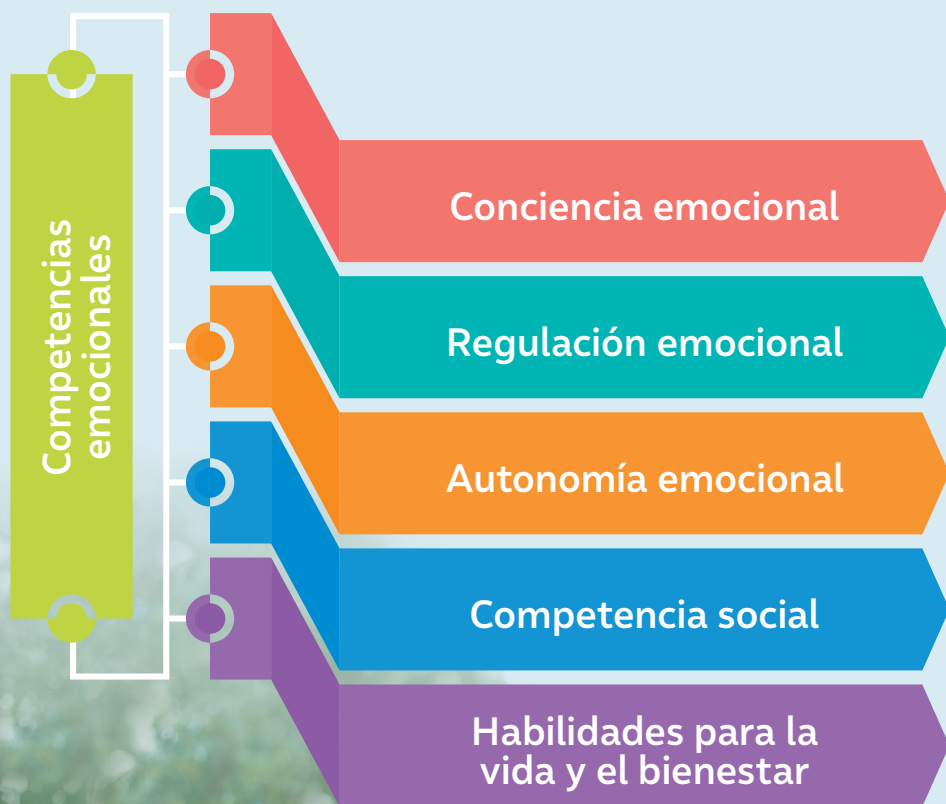 Competencias
emocionales
Conciencia emocional
Regulación emocional
Autonomía emocional
Competencia social
Habilidades para la
vida y el bienestar